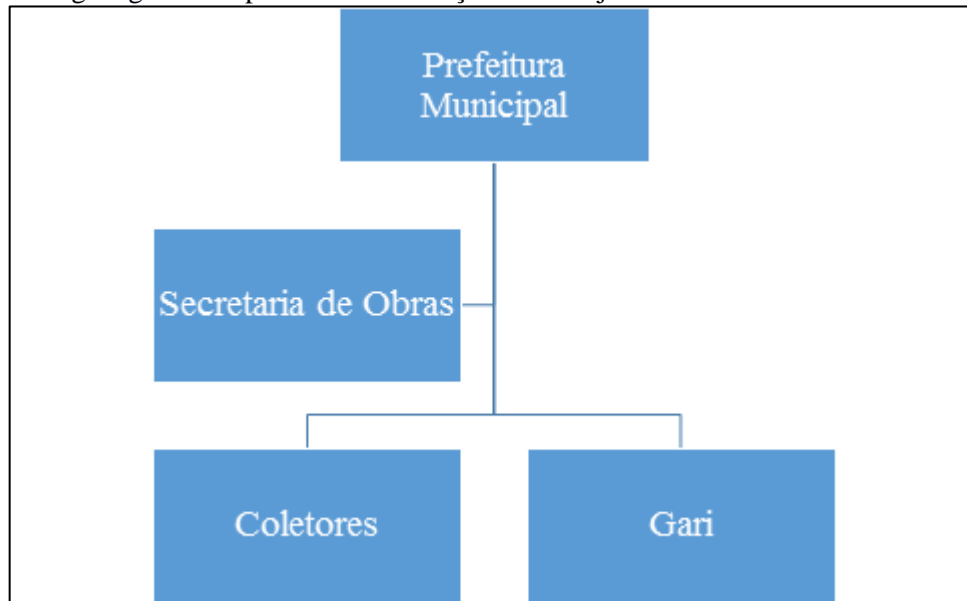 Prefeitura
Municipal
Secretaria de Obras
Coletores
Gari